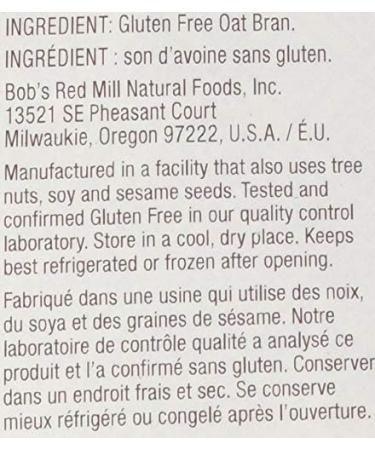 INGREDIENT: Gluten Free Oat Bran.
INGRÉDIENT : son d'avoine sans gluten.
Bob's Red Mill Natural Foods, Inc.
13521 SE Pheasant Court
Milwaukie, Oregon 97222, U.S.A. / É.U.
Manufactured in a facility that also uses tree
nuts, soy and sesame seeds. Tested and
confirmed Gluten Free in our quality control
laboratory. Store in a cool, dry place. Keeps
best refrigerated or frozen after opening.
Fabriqué dans une usine qui utilise des noix,
du soya et des graines de sésame. Notre
laboratoire de contrôle qualité a analysé ce
produit et l'a confirmé sans gluten. Conserver
dans un endroit frais et sec. Se conserve
mieux réfrigéré ou congelé après l'ouverture.